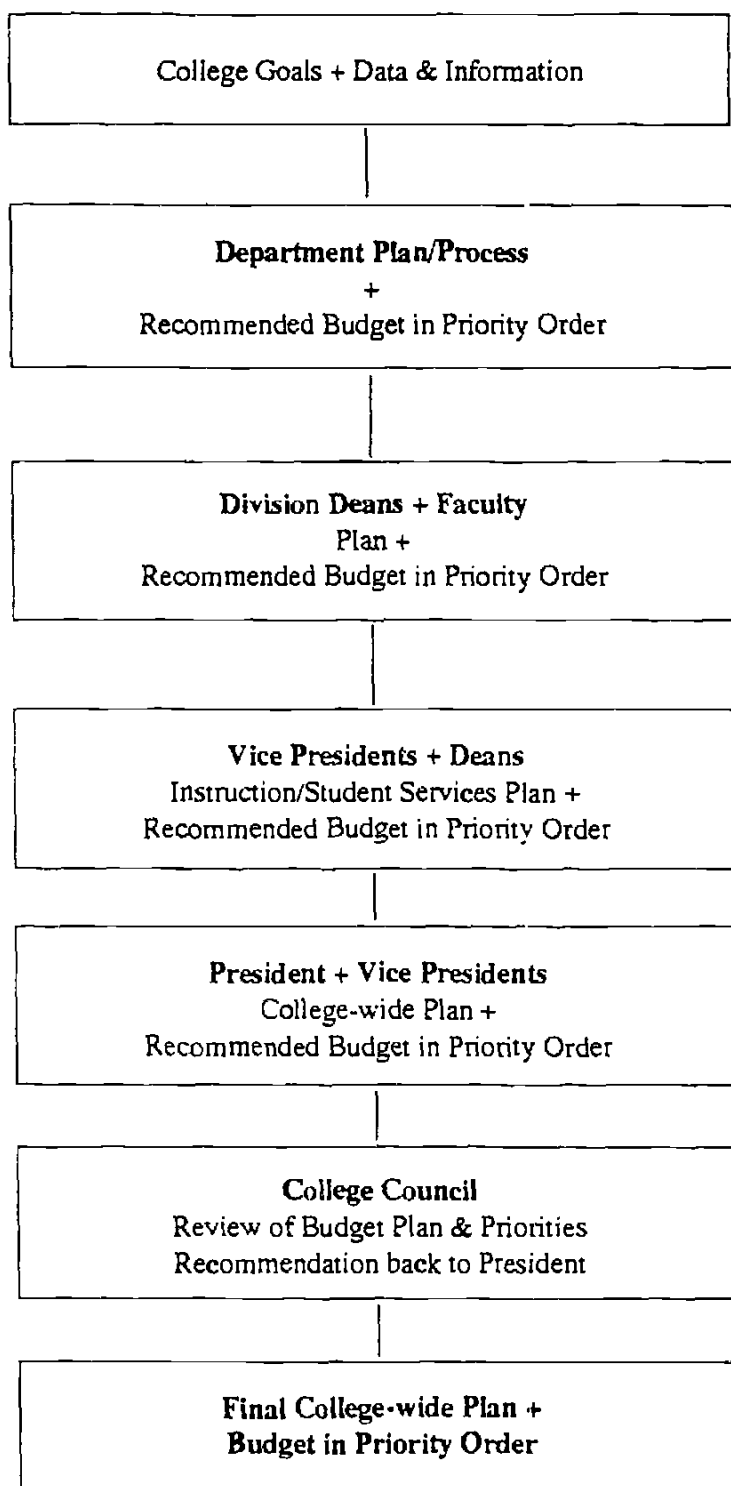 College Goals + Data & Information
Department Plan/Process
+
Recommended Budget in Priority Order
Division Deans + Faculty
Plan +
Recommended Budget in Priority Order
Vice Presidents + Deans
Instruction/Student Services Plan +
Recommended Budget in Priority Order
President + Vice Presidents
College-wide Plan +
Recommended Budget in Priority Order
College Council
Review of Budget Plan & Priorities
Recommendation back to President
Final College-wide Plan +
Budget in Priority Order